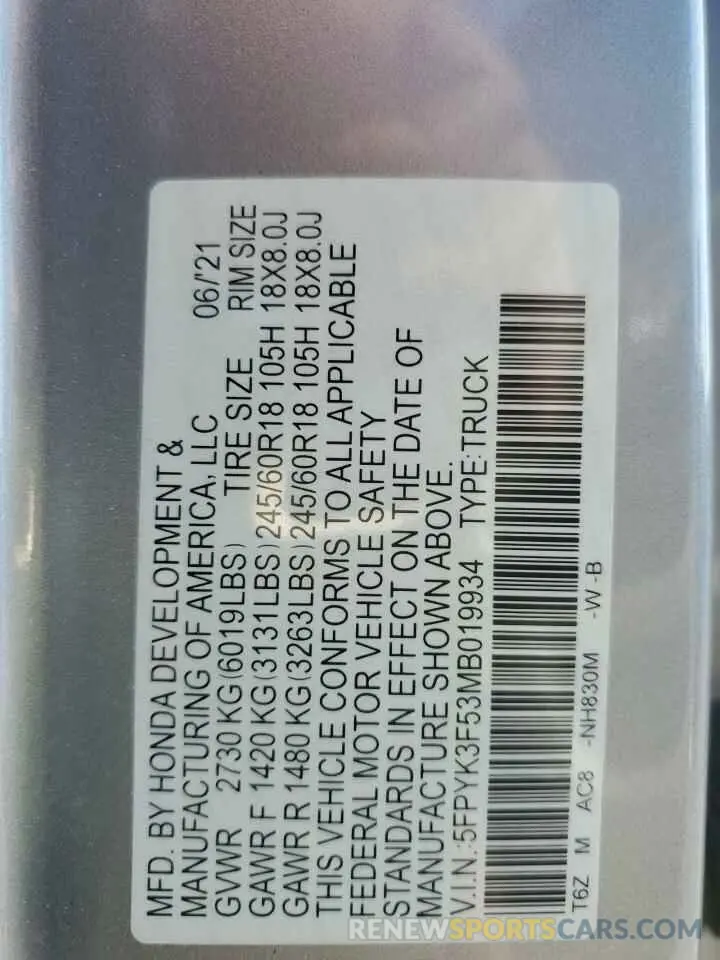 MFD. BY HONDA DEVELOPMENT &
MANUFACTURING OF AMERICA, LLC 06/'21
GVWR 2730 KG(6019LBS) TIRE SIZE RIM SIZE
GAWR F 1420 KG(3131LBS) 245/60R18 105H 18X8.0J
GAWR R 1480 KG(3263LBS) 245/60R18 105H 18X8.0J
THIS VEHICLE CONFORMS TO ALL APPLICABLE
FEDERAL MOTOR VEHICLE SAFETY
STANDARDS IN EFFECT ON THE DATE OF
MANUFACTURE SHOWN ABOVE.
V.I.N.:5FPYK3F53MB019934 TYPE:TRUCK
T6Z M AC8 -NH830M -W-B
RENEWSPORTSCARS.COM